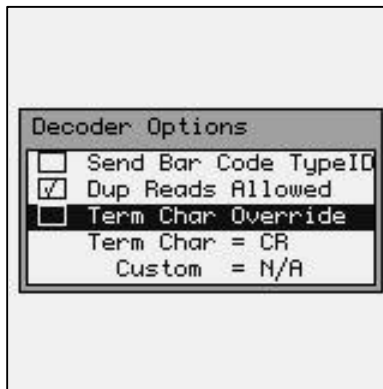 Decoder Options
Send Bar Code TypeID
Dup Reads Allowed
Term Char Override
Term Char = CR
Custom = N/A